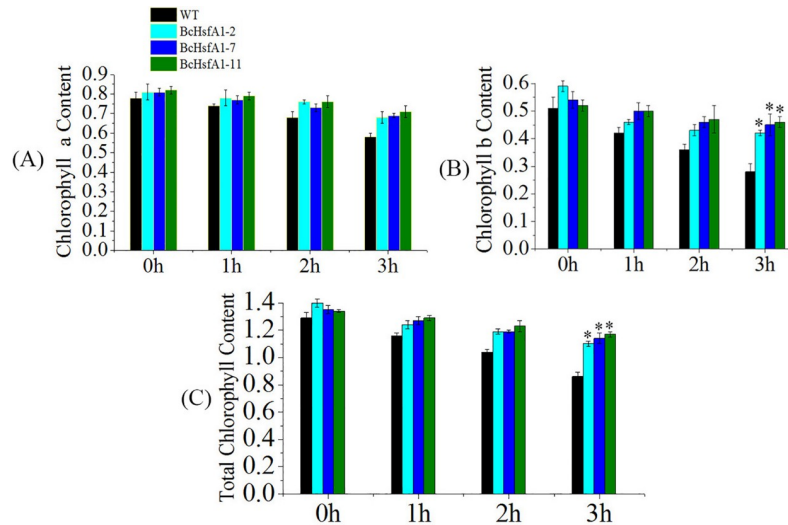 WT
BcHsfA1-2
BcHsfA1-7
BcHsfA1-11
(A)
Chlorophyll a Content
0.9
0.8
0.7
0.6
0.5
0.4
0.3
0.2
0.1
0.0
0h 1h 2h 3h
(B)
Chlorophyll b Content
0.6
0.5
0.4
0.3
0.2
0.1
0.0
* * *
0h 1h 2h 3h
(C)
Total Chlorophyll Content
1.4
1.2
1.0
0.8
0.6
0.4
0.2
0.0
* * *
0h 1h 2h 3h